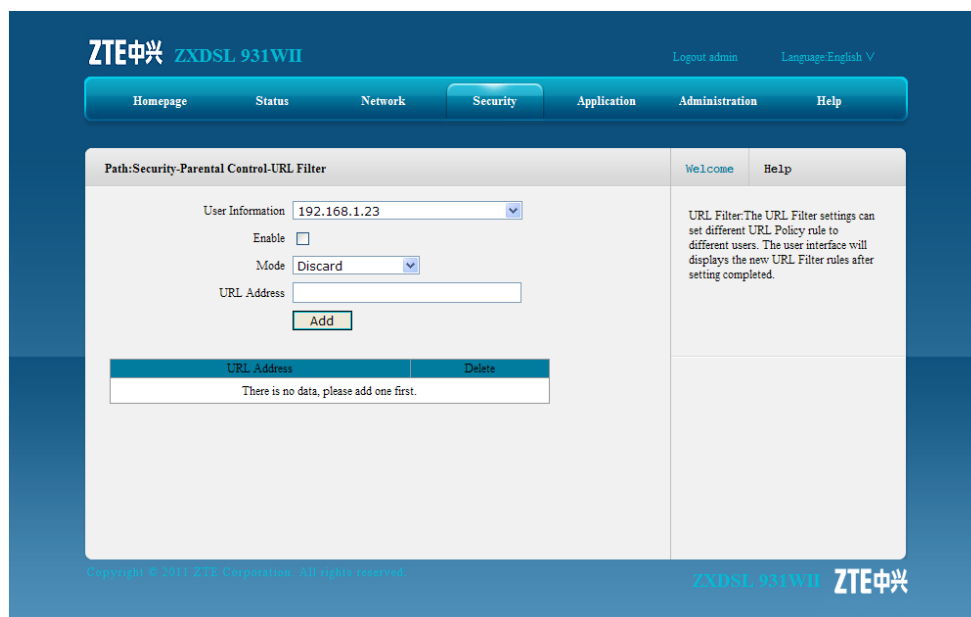 ZTE中兴 ZXDSL 931WII
Logout admin Language:English V
Homepage Status Network Security Application Administration Help
Path:Security-Parental Control-URL Filter
Welcome Help
User Information 192.168.1.23
Enable
Mode Discard
URL Address
Add
URL Address Delete
There is no data, please add one first.
URL Filter:The URL Filter settings can
set different URL Policy rule to
different users. The user interface will
displays the new URL Filter rules after
setting completed.
Copyright © 2011 ZTE Corporation. All rights reserved.
ZXDSL 931WII ZTE中兴